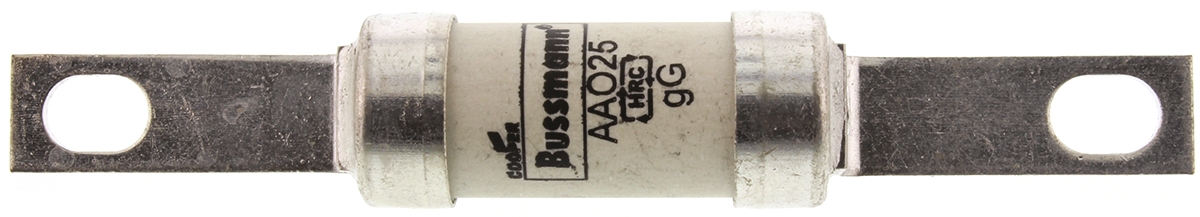 COOPER
Bussmann®
AAO25
HRC
gG